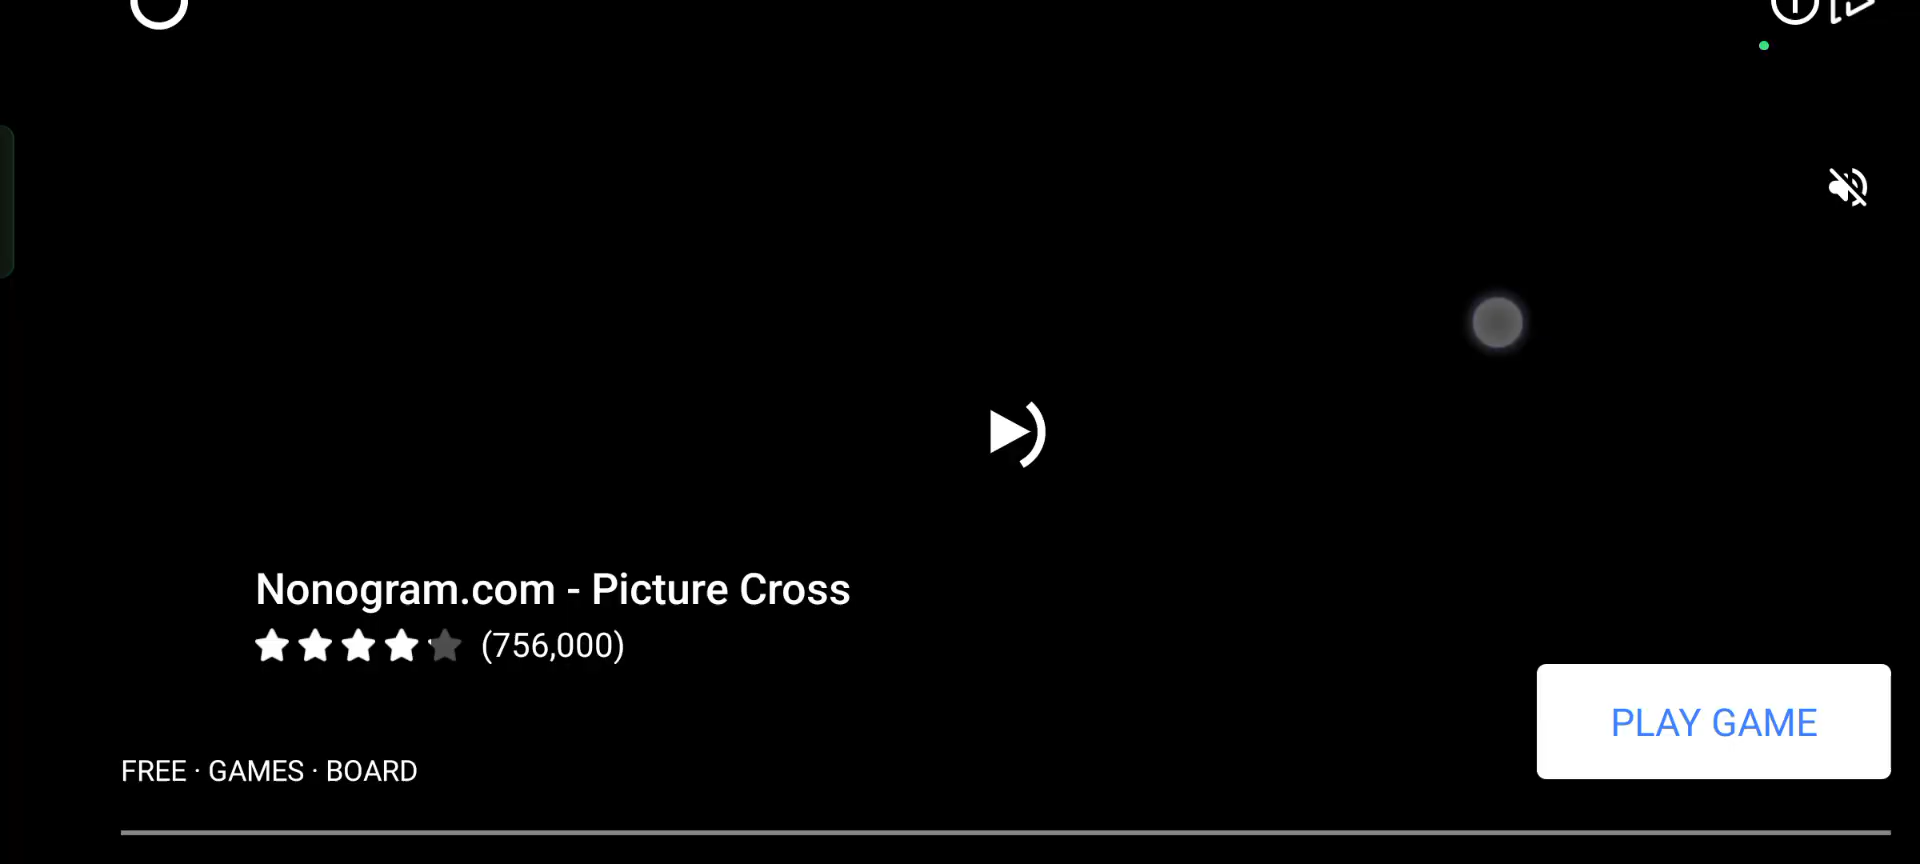 Nonogram.com - Picture Cross
(756,000)
PLAY GAME
FREE · GAMES · BOARD